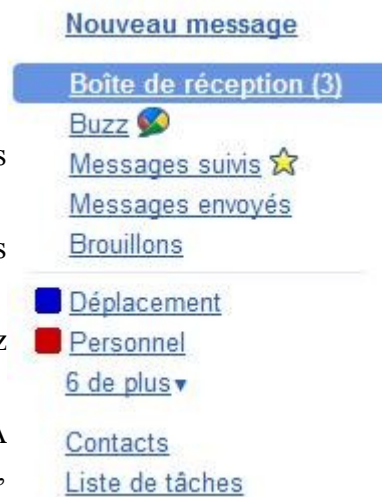 Nouveau message
Boîte de réception (3)
Buzz
Messages suivis
Messages envoyés
Brouillons
Déplacement
Personnel
6 de plus▼
Contacts
Liste de tâches